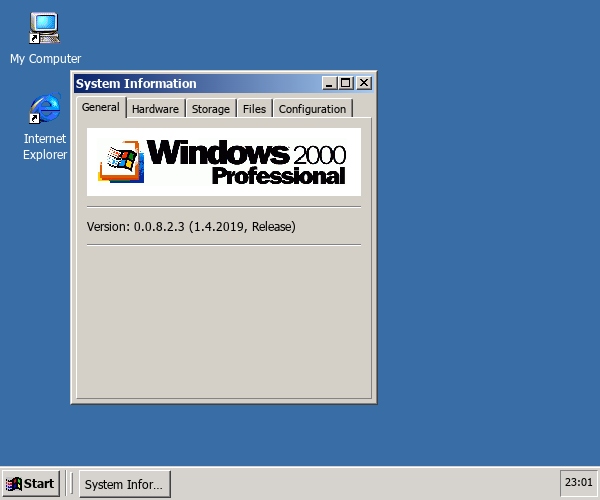 My Computer
Internet
Explorer
System Information
General
Hardware
Storage
Files
Configuration
Windows 2000
Professional
Version: 0.0.8.2.3 (1.4.2019, Release)
Start
System Infor...
23:01